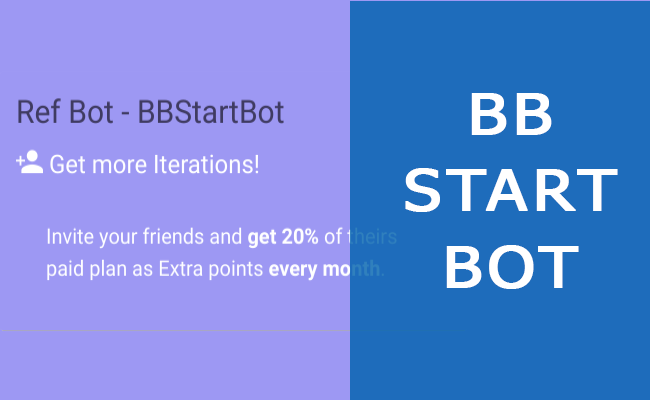 Ref Bot - BBStartBot
Get more Iterations!
Invite your friends and get 20% of theirs
paid plan as Extra points every month.
BB
START
BOT